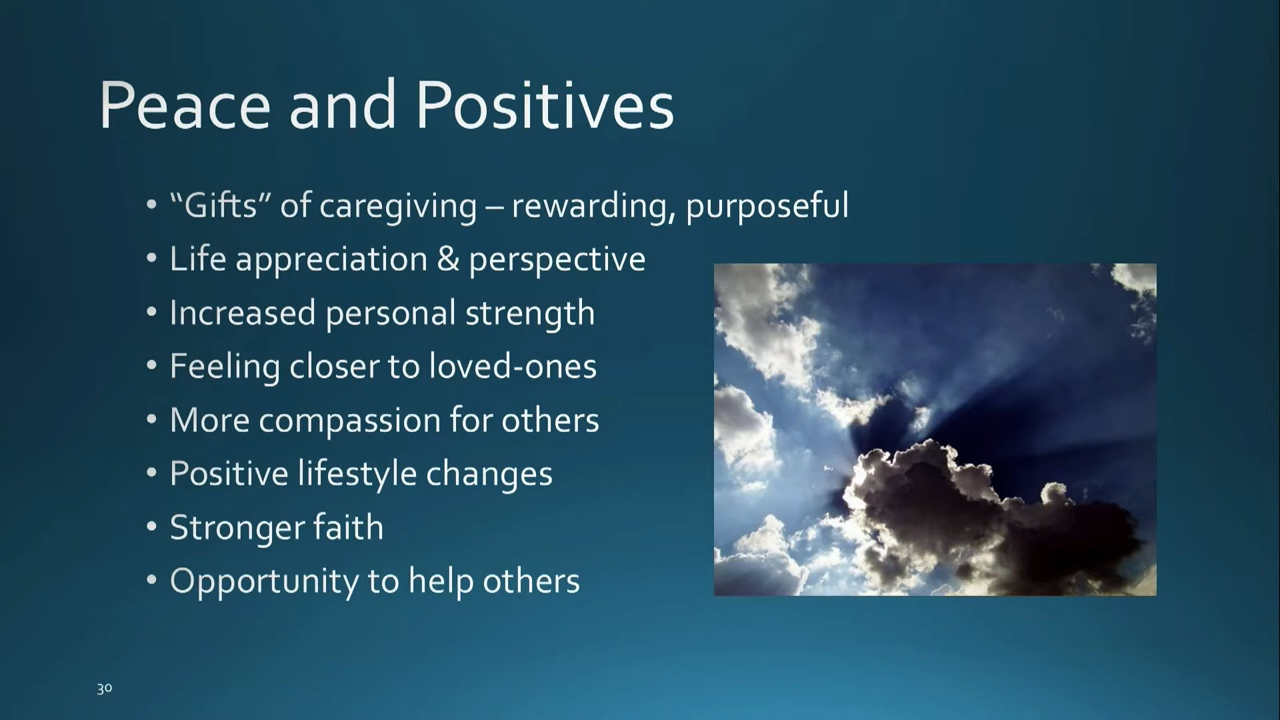 Peace and Positives
• “Gifts” of caregiving – rewarding, purposeful
• Life appreciation & perspective
• Increased personal strength
• Feeling closer to loved-ones
• More compassion for others
• Positive lifestyle changes
• Stronger faith
• Opportunity to help others
30